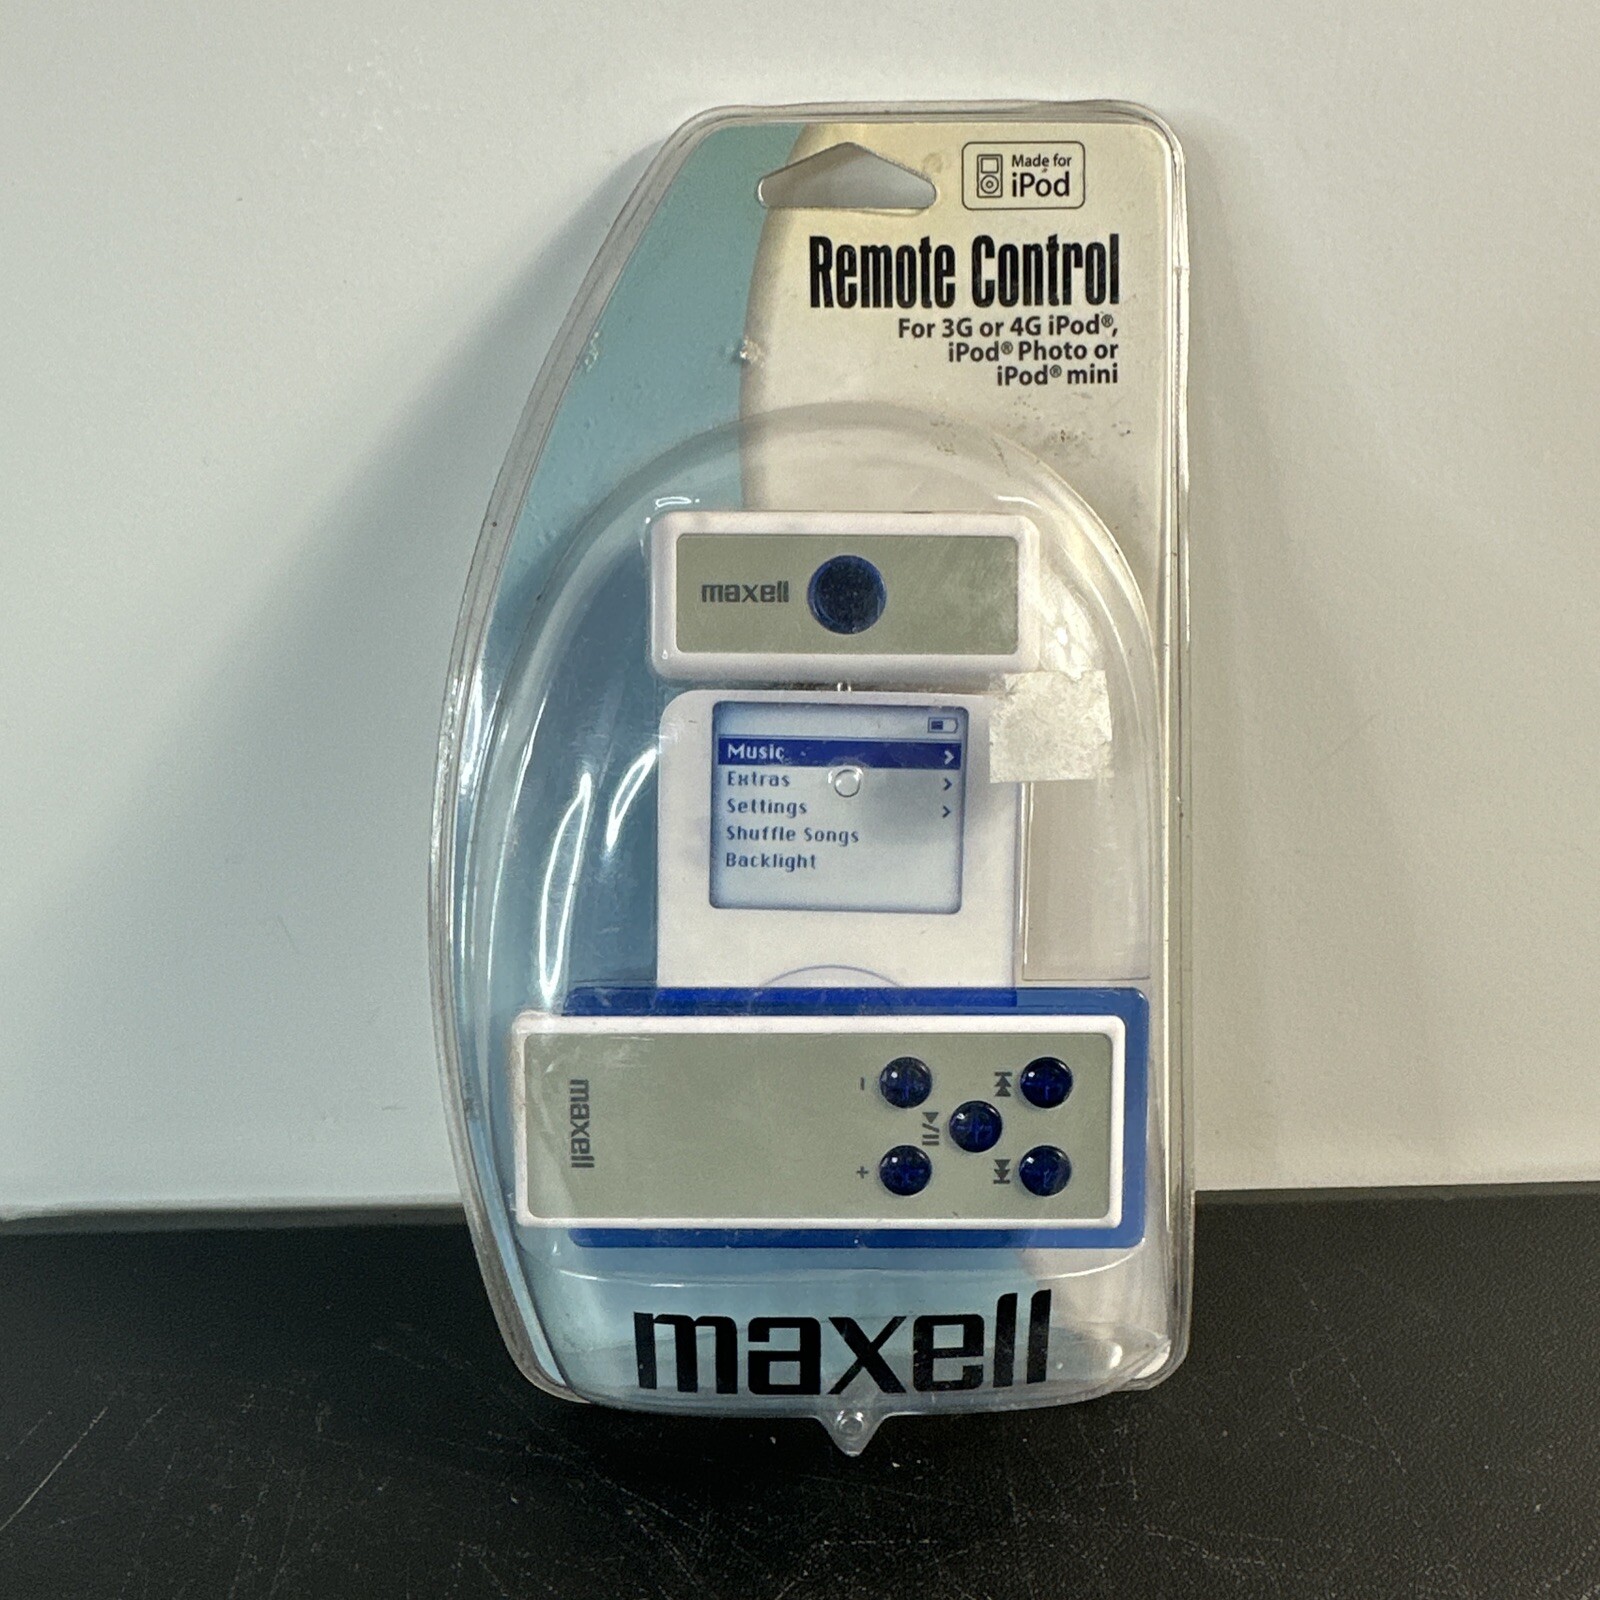 Made for
iPod
Remote Control
For 3G or 4G iPod®,
iPod® Photo or
iPod® mini
maxell
Music
Extras
Settings
Shuffle Songs
Backlight
maxell
-
+
maxell